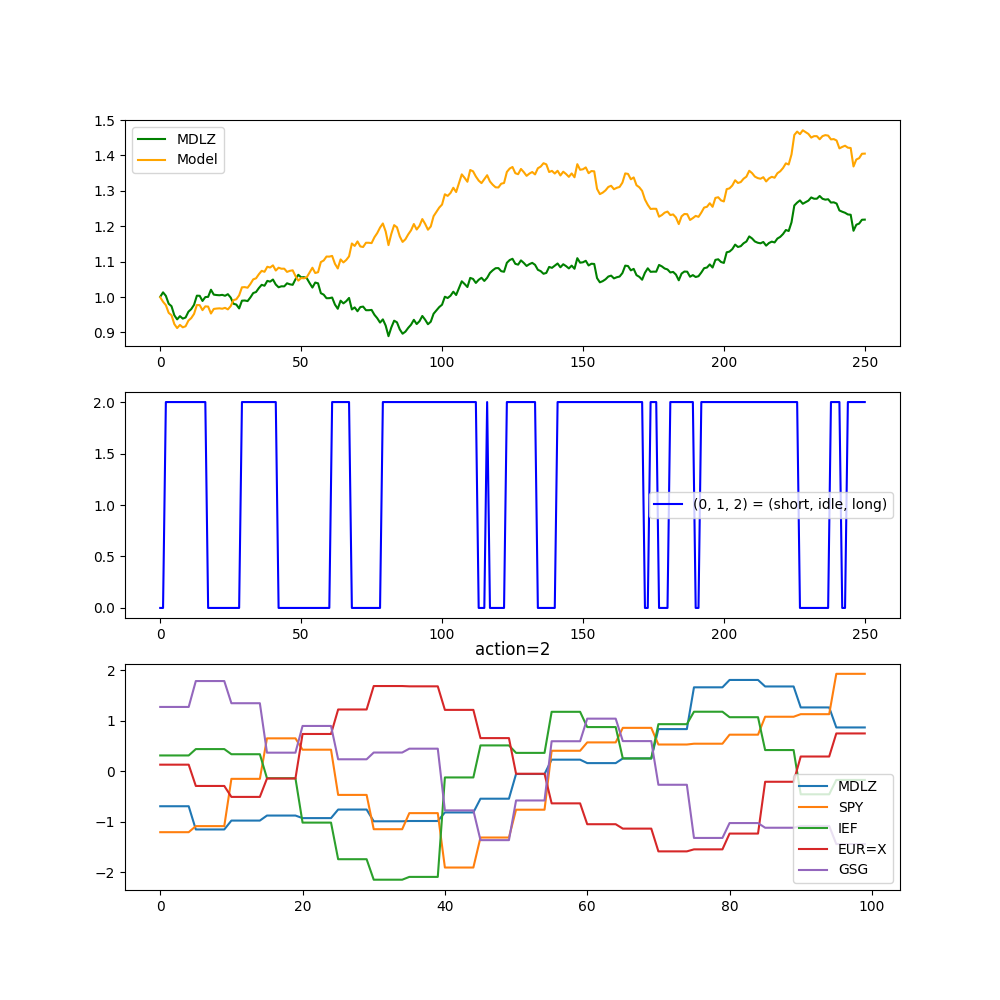 1.5
1.4
1.3
1.2
1.1
1.0
0.9
MDLZ
Model
0 50 100 150 200 250
2.0
1.5
1.0
0.5
0.0
(0, 1, 2) = (short, idle, long)
0 50 100 150 200 250
action=2
2
1
0
−1
−2
MDLZ
SPY
IEF
EUR=X
GSG
0 20 40 60 80 100